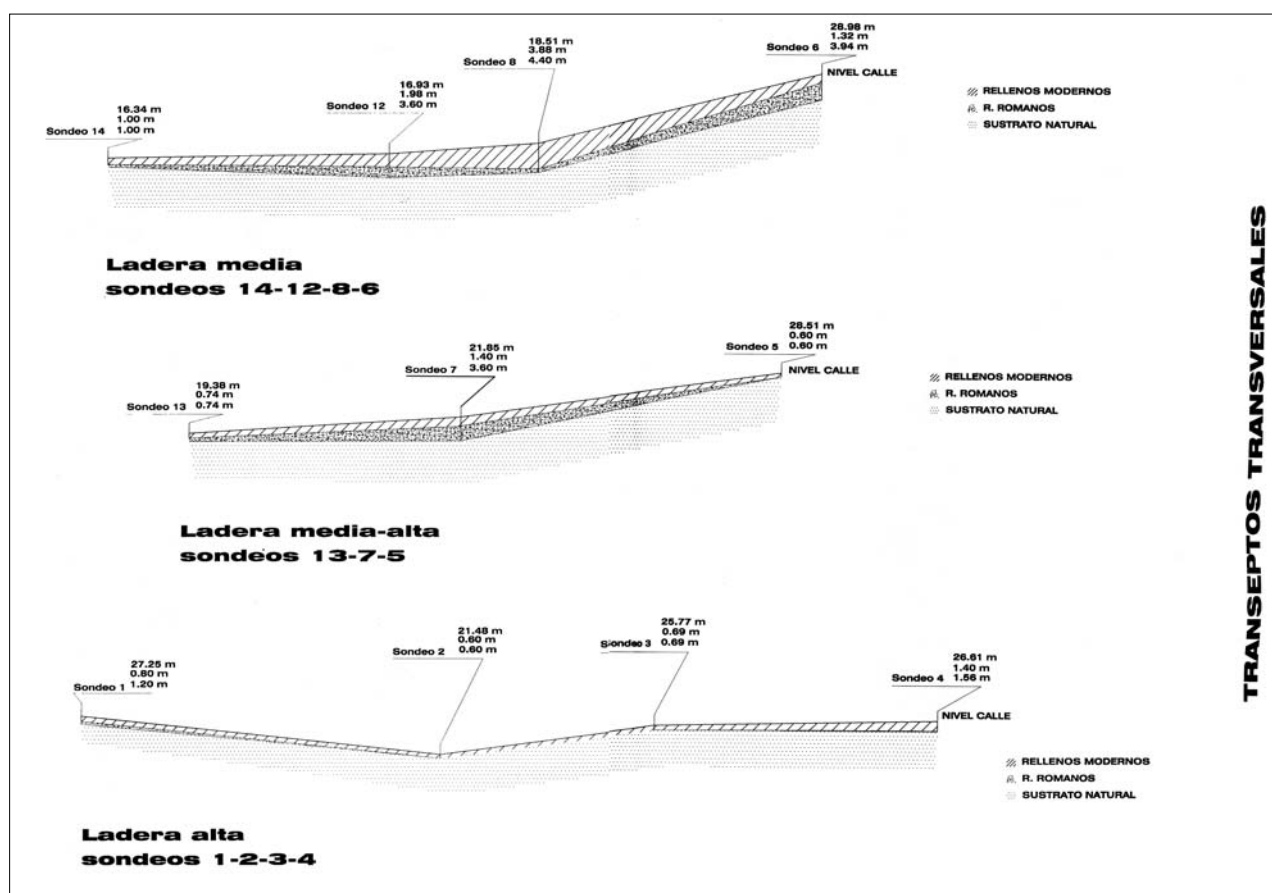 18.51 m
3.88 m
Sondeo 8 4.40 m
28.98 m
1.32 m
Sondeo 6 3.94 m
NIVEL CALLE
16.93 m
1.98 m
Sondeo 12 3.60 m
16.34 m
1.00 m
Sondeo 14 1.00 m
RELLENOS MODERNOS
R. ROMANOS
SUSTRATO NATURAL
Ladera media
sondeos 14-12-8-6
28.51 m
0.60 m
Sondeo 5 0.60 m
NIVEL CALLE
21.85 m
1.40 m
Sondeo 7 3.60 m
19.38 m
0.74 m
Sondeo 13 0.74 m
RELLENOS MODERNOS
R. ROMANOS
SUSTRATO NATURAL
Ladera media-alta
sondeos 13-7-5
27.25 m
0.80 m
Sondeo 1 1.20 m
21.48 m
0.60 m
Sondeo 2 0.60 m
25.77 m
0.69 m
Sondeo 3 0.69 m
26.61 m
1.40 m
Sondeo 4 1.56 m
NIVEL CALLE
RELLENOS MODERNOS
R. ROMANOS
SUSTRATO NATURAL
Ladera alta
sondeos 1-2-3-4
TRANSEPTOS TRANSVERSALES